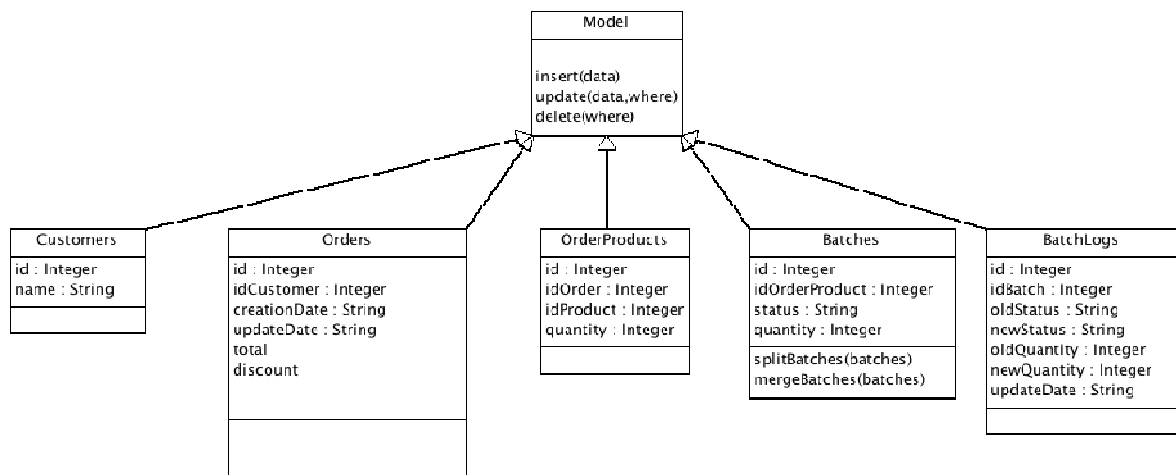 Model
insert(data)
update(data,where)
delete(where)
Customers
id : Integer
name : String
Orders
id : Integer
idCustomer : Integer
creationDate : String
updateDate : String
total
discount
OrderProducts
id : Integer
idOrder : Integer
idProduct : Integer
quantity : Integer
Batches
id : Integer
idOrderProduct : Integer
status : String
quantity : Integer
splitBatches(batches)
mergeBatches(batches)
BatchLogs
id : Integer
idBatch : Integer
oldStatus : String
newStatus : String
oldQuantity : Integer
newQuantity : Integer
updateDate : String